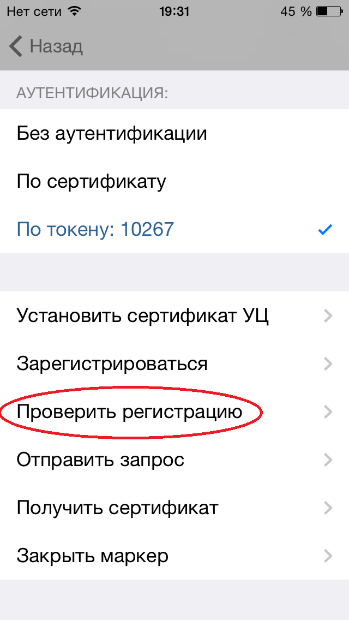 Нет сети 19:31 45 %
Назад
АУТЕНТИФИКАЦИЯ:
Без аутентификации
По сертификату
По токену: 10267
Установить сертификат УЦ
Зарегистрироваться
Проверить регистрацию
Отправить запрос
Получить сертификат
Закрыть маркер